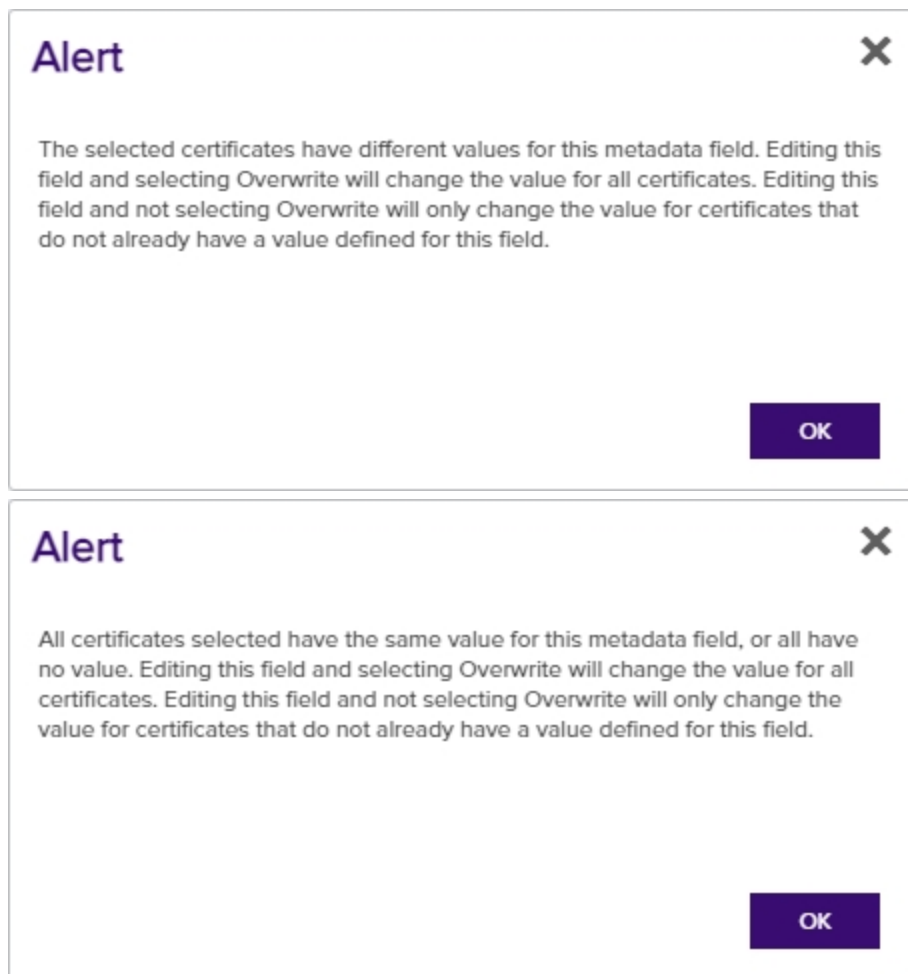 Alert
The selected certificates have different values for this metadata field. Editing this
field and selecting Overwrite will change the value for all certificates. Editing this
field and not selecting Overwrite will only change the value for certificates that
do not already have a value defined for this field.
OK
Alert
All certificates selected have the same value for this metadata field, or all have
no value. Editing this field and selecting Overwrite will change the value for all
certificates. Editing this field and not selecting Overwrite will only change the
value for certificates that do not already have a value defined for this field.
OK